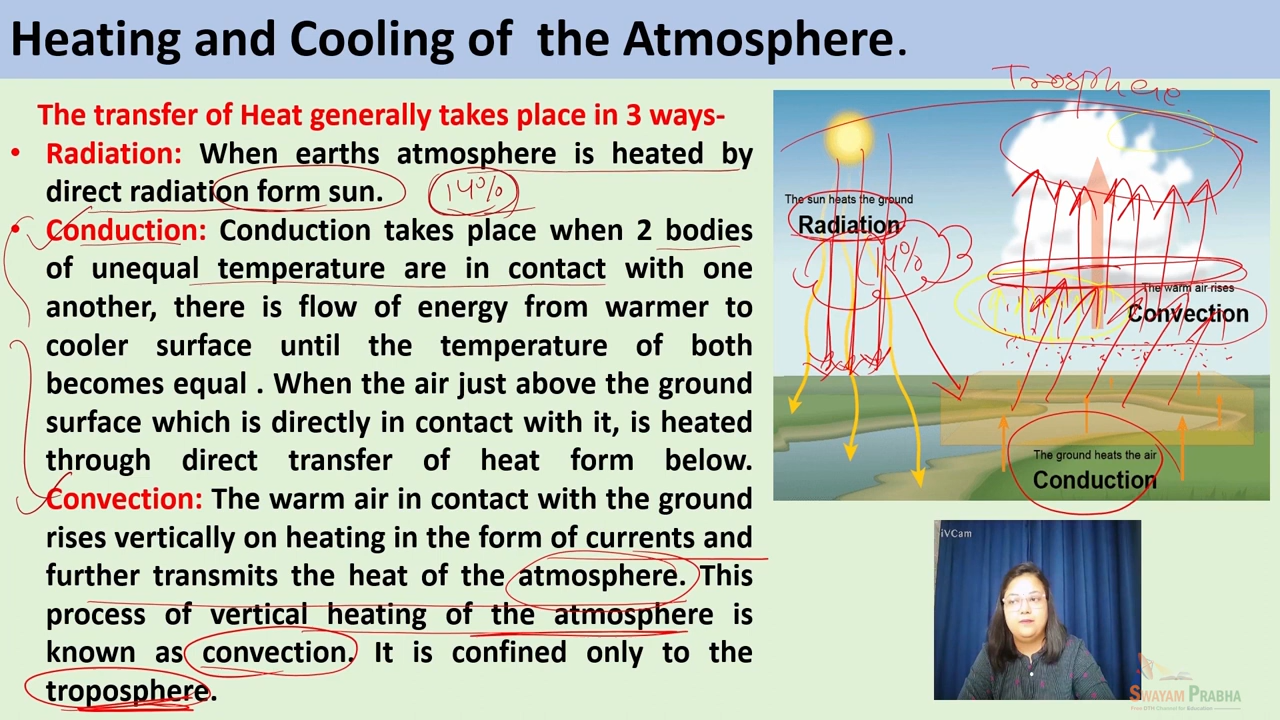 Heating and Cooling of the Atmosphere.
The transfer of Heat generally takes place in 3 ways-
• Radiation: When earths atmosphere is heated by
direct radiation form sun.
14%
• Conduction: Conduction takes place when 2 bodies
of unequal temperature are in contact with one
another, there is flow of energy from warmer to
cooler surface until the temperature of both
becomes equal . When the air just above the ground
surface which is directly in contact with it, is heated
through direct transfer of heat form below.
Convection: The warm air in contact with the ground
rises vertically on heating in the form of currents and
further transmits the heat of the atmosphere. This
process of vertical heating of the atmosphere is
known as convection. It is confined only to the
troposphere.
Trosphere
The sun heats the ground
Radiation
14%
The warm air rises
Convection
The ground heats the air
Conduction
iVCam
SWAYAM PRABHA
Free DTH Channel for Education